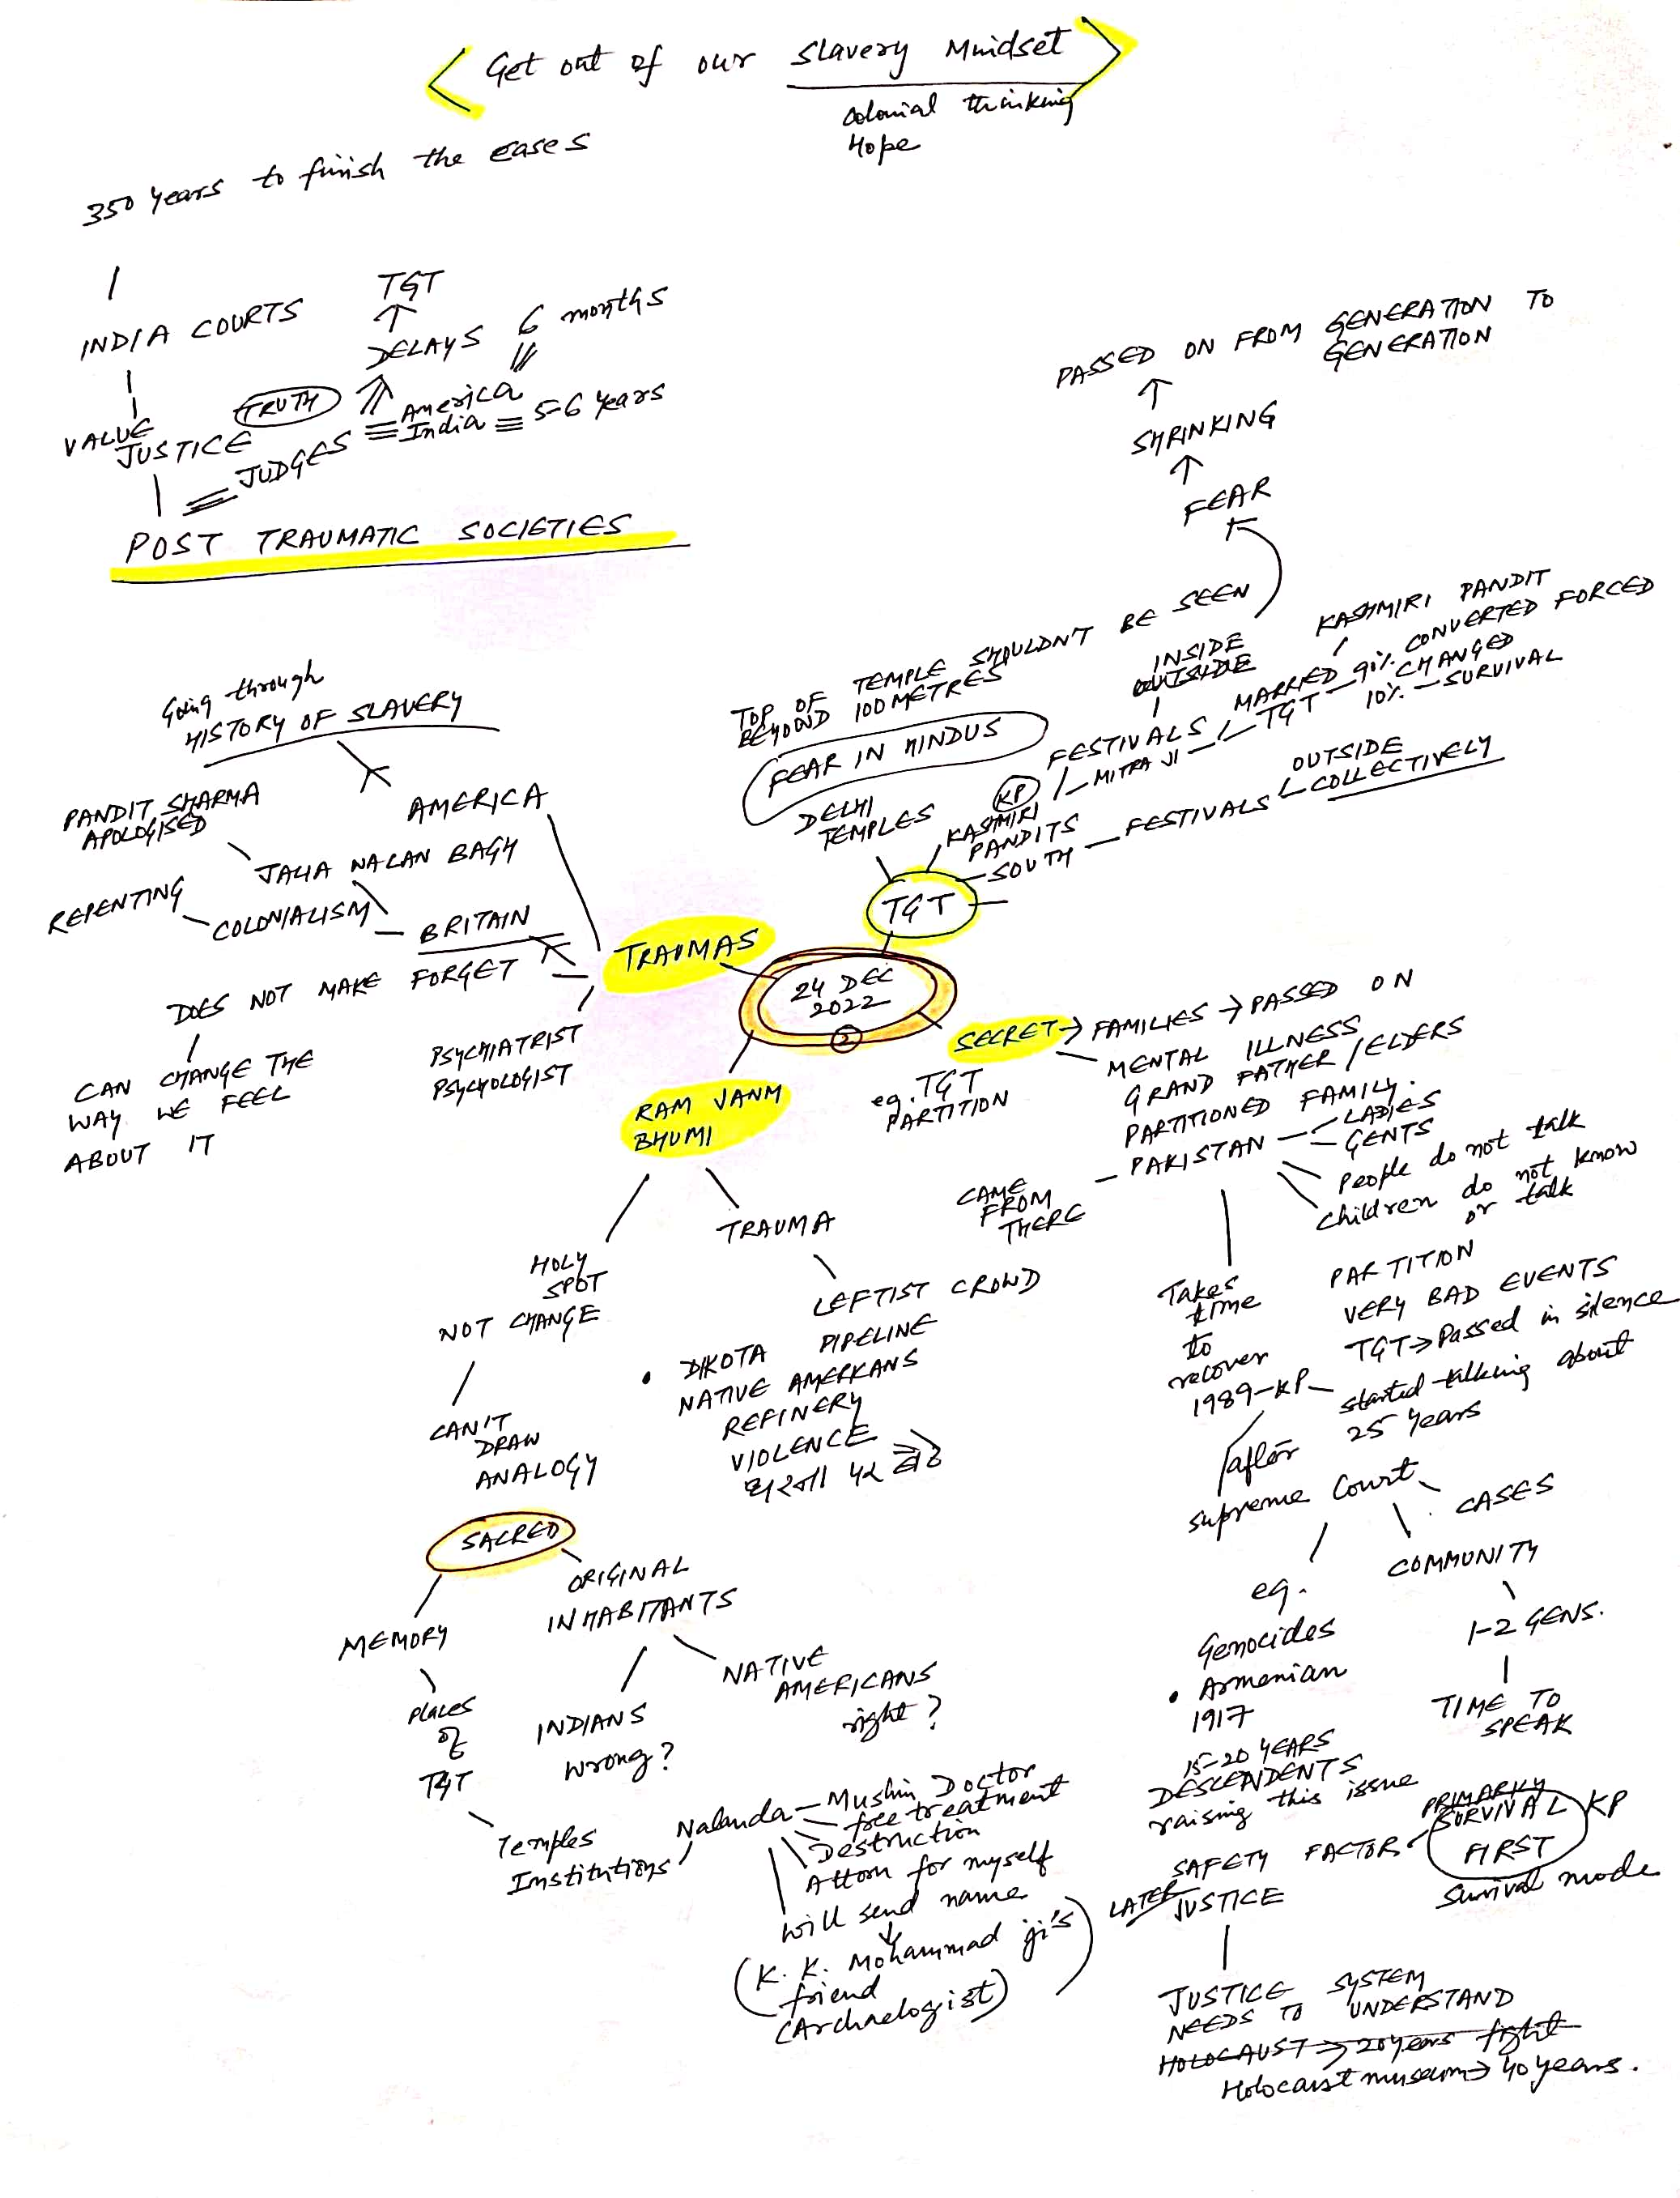 Get out of our slavery Mindset
colonial thinking
Hope
350 years to finish the cases
INDIA COURTS
TGT
DELAYS
6 months
VALUE
JUSTICE
TRUTH
JUDGES
America
India = 5-6 years
POST TRAUMATIC SOCIETIES
PASSED ON FROM GENERATION TO
GENERATION
SHRINKING
FEAR
TOP OF TEMPLE SHOULDN'T BE SEEN
BEYOND 100 METRES
FEAR IN HINDUS
DELHI
TEMPLES
INSIDE
OUTSIDE
FESTIVALS
KP
KASHMIRI
PANDITS
MITRA JI
KASHMIRI PANDIT
MARRIED
TGT
90% CONVERTED FORCED
CHANGED
10% - SURVIVAL
SOUTH - FESTIVALS
OUTSIDE
COLLECTIVELY
TGT
24 DEC
2022
2
TRAUMAS
Going through
HISTORY OF SLAVERY
AMERICA
PANDIT SHARMA
APOLOGISED
JALIA NALAN BAGH
REPENTING
COLONIALISM
BRITAIN
DOES NOT MAKE FORGET
CAN CHANGE THE
WAY WE FEEL
ABOUT IT
PSYCHIATRIST
PSYCHOLOGIST
SECRET → FAMILIES → PASSED ON
MENTAL ILLNESS
GRAND FATHER / ELDERS
eg. TGT
PARTITION
PARTITIONED FAMILY.
PAKISTAN
LADIES
GENTS
People do not talk
children do not know
or talk
CAME
FROM
THERE
Takes
time
to
recover
1989-KP
PARTITION
VERY BAD EVENTS
TGT → Passed in silence
started talking about
25 years
after
supreme Court
CASES
COMMUNITY
1-2 GENS.
TIME TO
SPEAK
eg.
Genocides
• Armenian
1917
15-20 YEARS
DESCENDENTS
raising this issue
SAFETY FACTOR
PRIMARY
SURVIVAL
FIRST
KP
Survival mode
LATER
JUSTICE
JUSTICE SYSTEM
NEEDS TO UNDERSTAND
HOLOCAUST → 20 years fight
Holocaust museum → 40 years.
RAM JANM
BHUMI
HOLY
SPOT
NOT CHANGE
CAN'T
DRAW
ANALOGY
TRAUMA
LEFTIST CROWD
• DIKOTA PIPELINE
NATIVE AMERICANS
REFINERY
VIOLENCE
धरना पर बैठे
SACRED
MEMORY
Places
of
TGT
Temples
Institutions
ORIGINAL
INHABITANTS
INDIANS
wrong?
NATIVE
AMERICANS
right?
Nalanda - Muslim Doctor
free treatment
Destruction
Attorn for myself
will send name
(K. K. Mohammad ji's
friend
(Archaelogist)